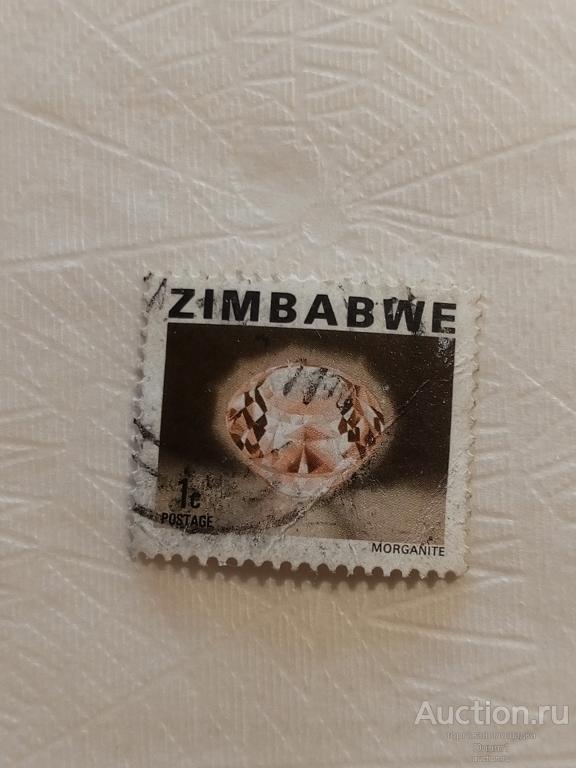 ZIMBABWE
1c
POSTAGE
MORGANITE
Auction.ru